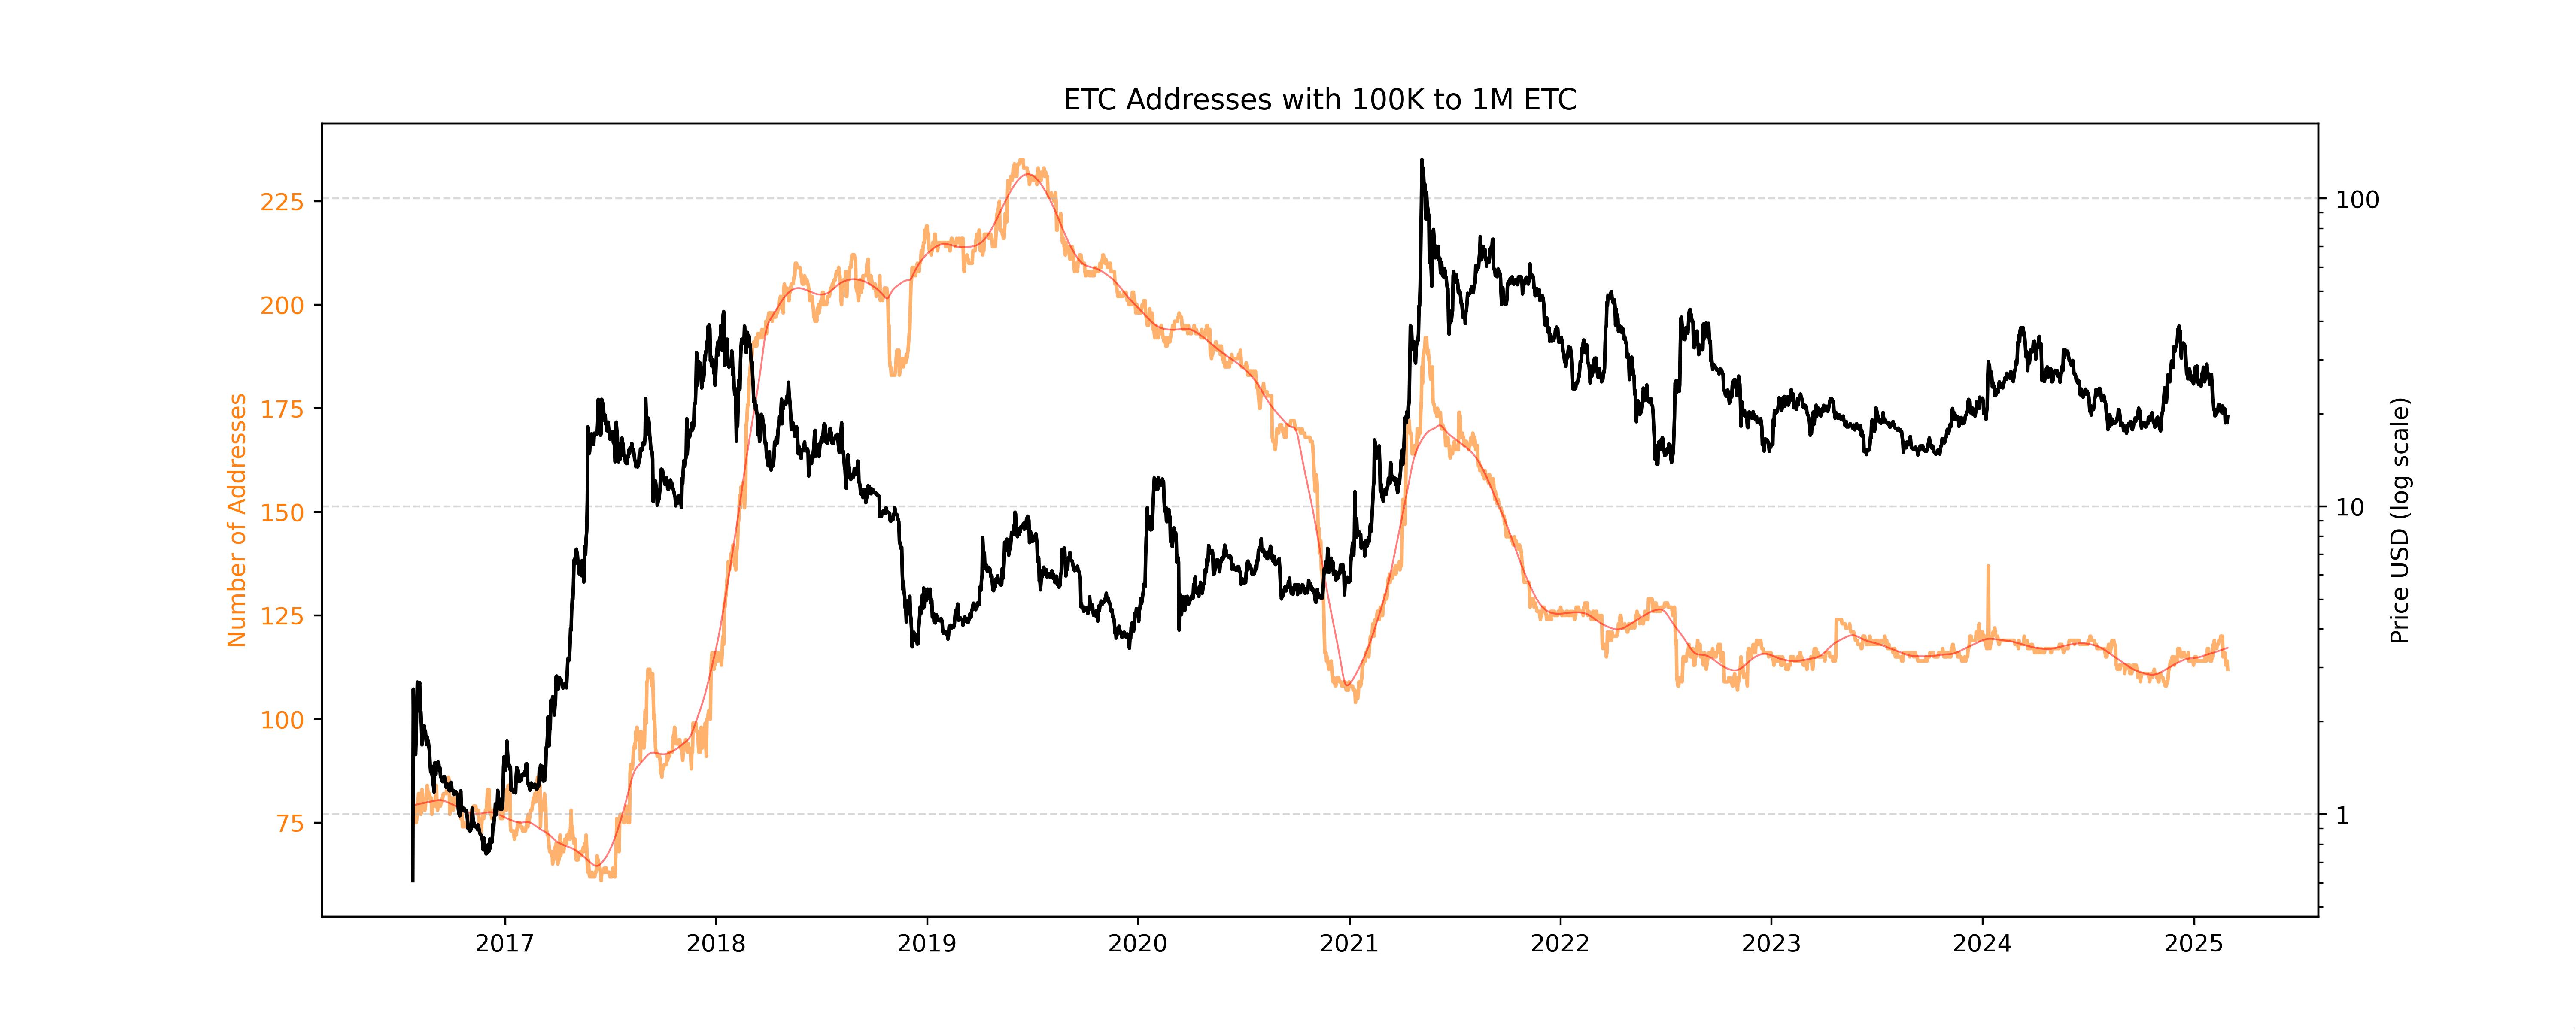 ETC Addresses with 100K to 1M ETC
Number of Addresses
225
200
175
150
125
100
75
100
10
1
Price USD (log scale)
2017 2018 2019 2020 2021 2022 2023 2024 2025